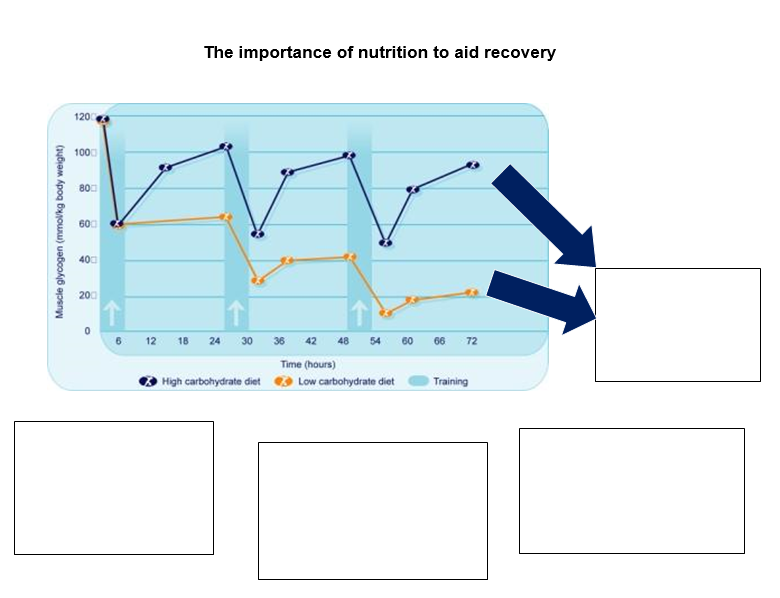 The importance of nutrition to aid recovery
Muscle glycogen (mmol/kg body weight)
120
100
80
60
40
20
0
6 12 18 24 30 36 42 48 54 60 66 72
Time (hours)
High carbohydrate diet Low carbohydrate diet Training